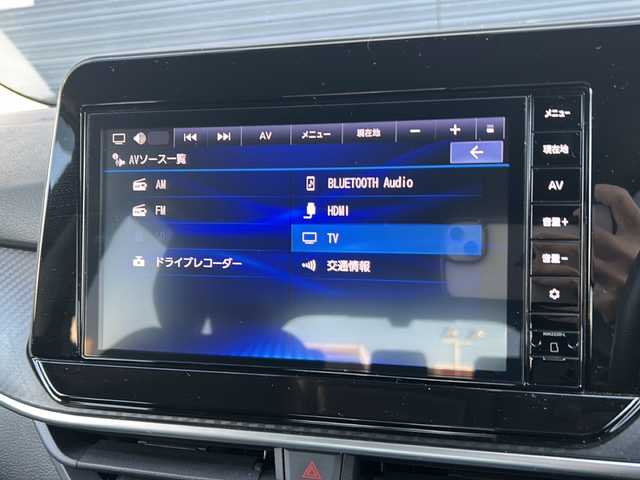 AV メニュー 現在地 − +
AVソース一覧
AM
BLUETOOTH Audio
FM
HDMI
TV
ドライブレコーダー
交通情報
メニュー
現在地
AV
音量+
音量−